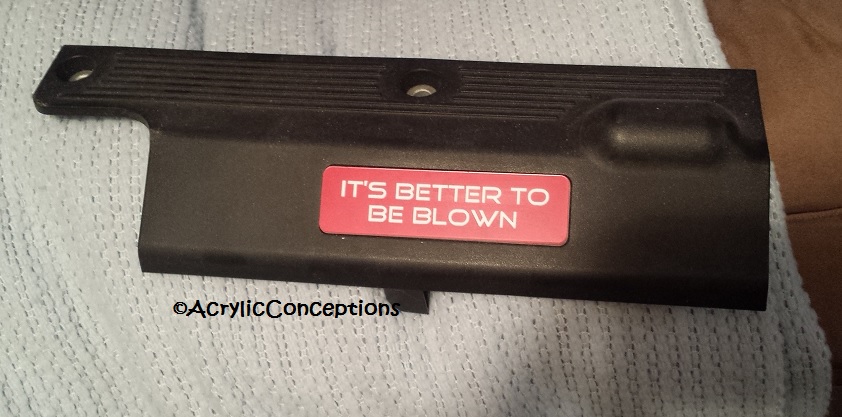 IT'S BETTER TO
BE BLOWN
©AcrylicConceptions